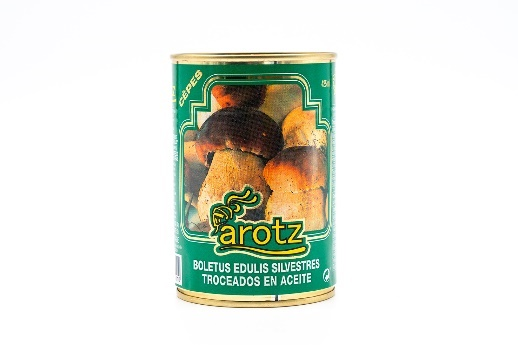 CÈPES
arotz
BOLETUS EDULIS SILVESTRES
TROCEADOS EN ACEITE